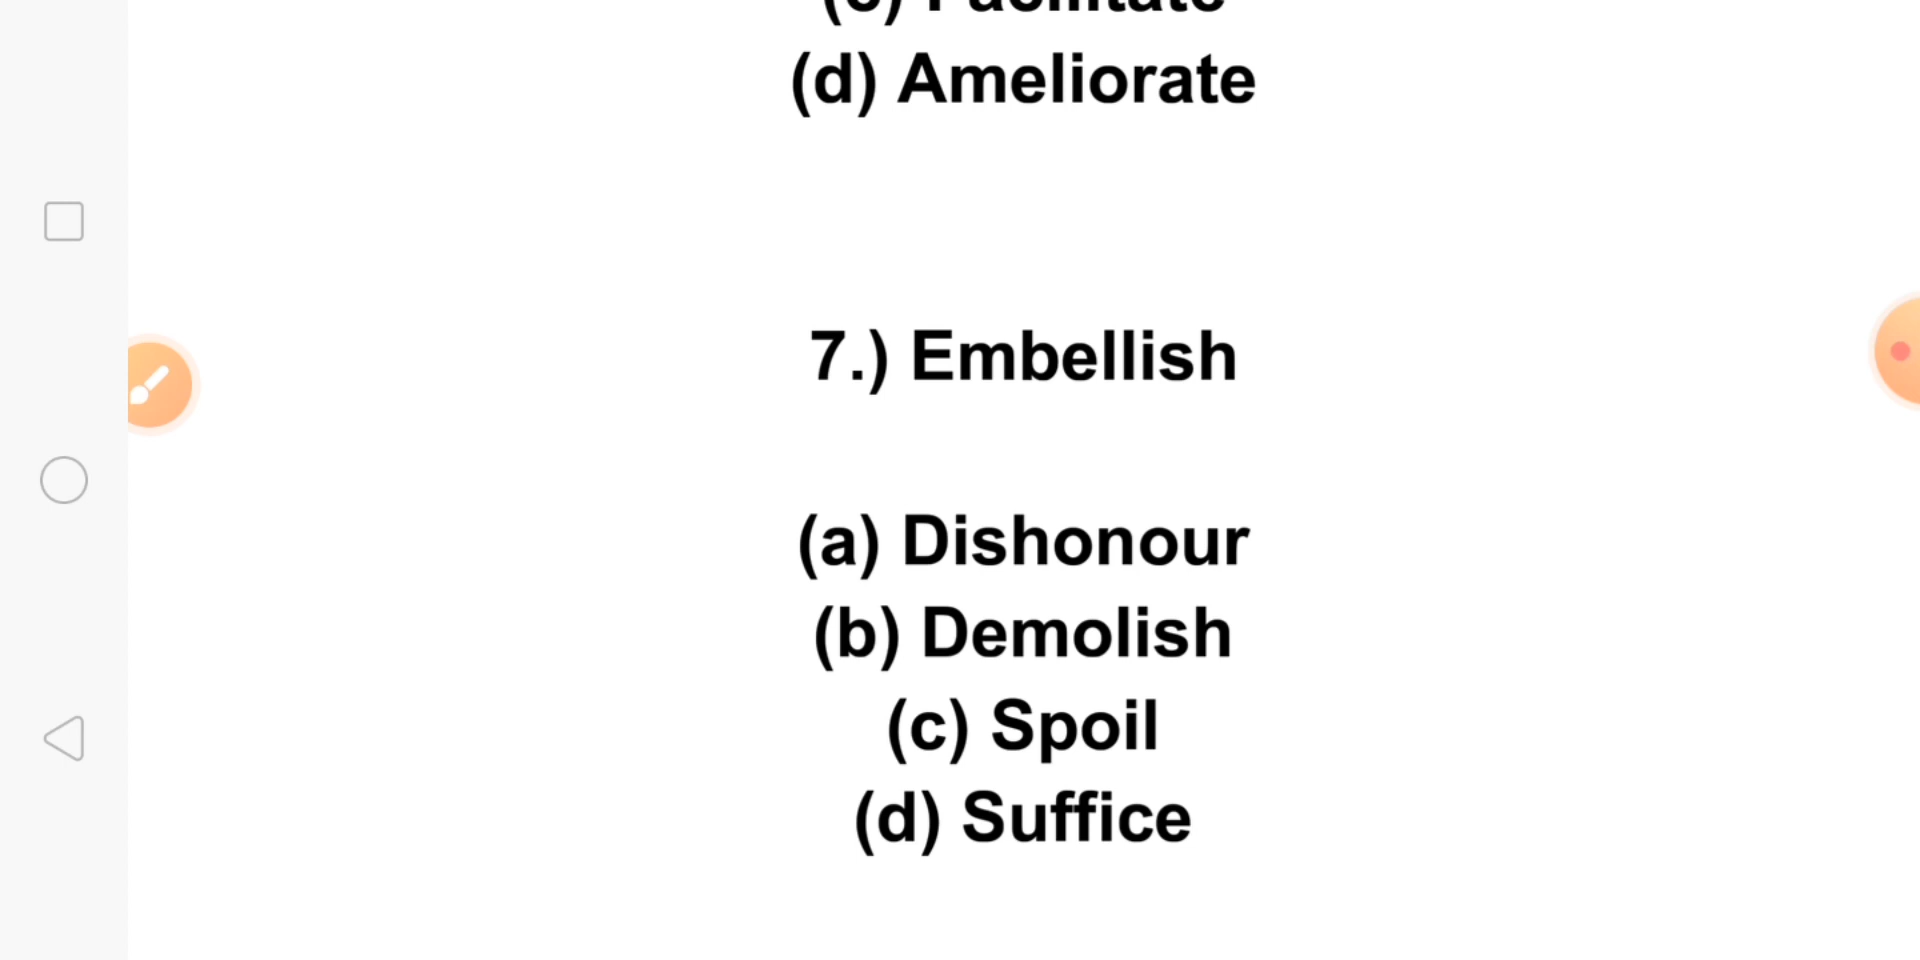 (d) Ameliorate
7.) Embellish
(a) Dishonour
(b) Demolish
(c) Spoil
(d) Suffice